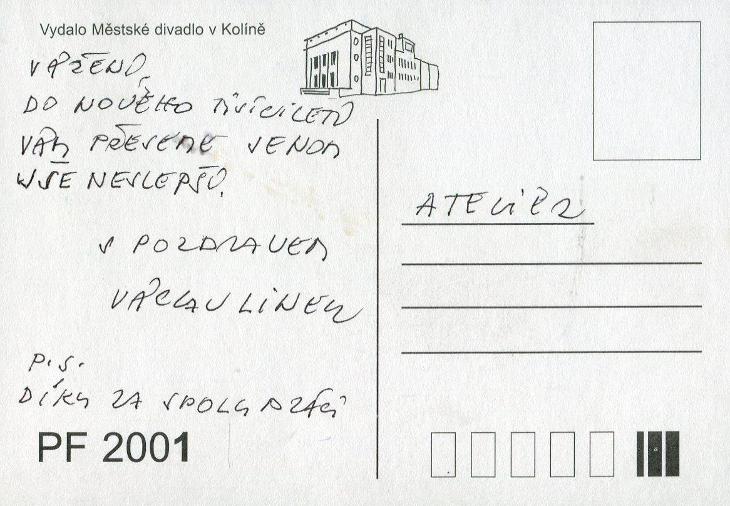 Vydalo Městské divadlo v Kolíně
VÁŽENÍ,
DO NOVÉHO TISÍCILETÍ
VÁM PŘEJEME JENOM
VŠE NEJLEPŠÍ.
S POZDRAVEM
VÁCLAV LINEK
P.S.
DÍKY ZA SPOLUPRÁCI
PF 2001
ATELIÉR